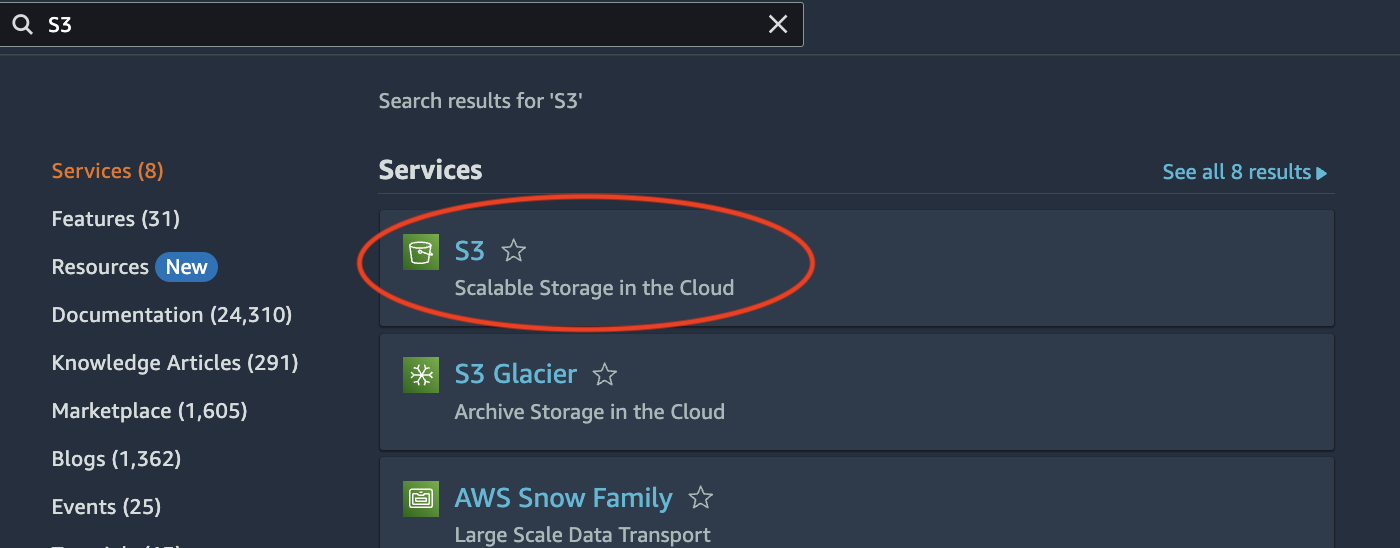 S3
Search results for 'S3'
Services (8)
Features (31)
Resources New
Documentation (24,310)
Knowledge Articles (291)
Marketplace (1,605)
Blogs (1,362)
Events (25)
Services
See all 8 results
S3
Scalable Storage in the Cloud
S3 Glacier
Archive Storage in the Cloud
AWS Snow Family
Large Scale Data Transport